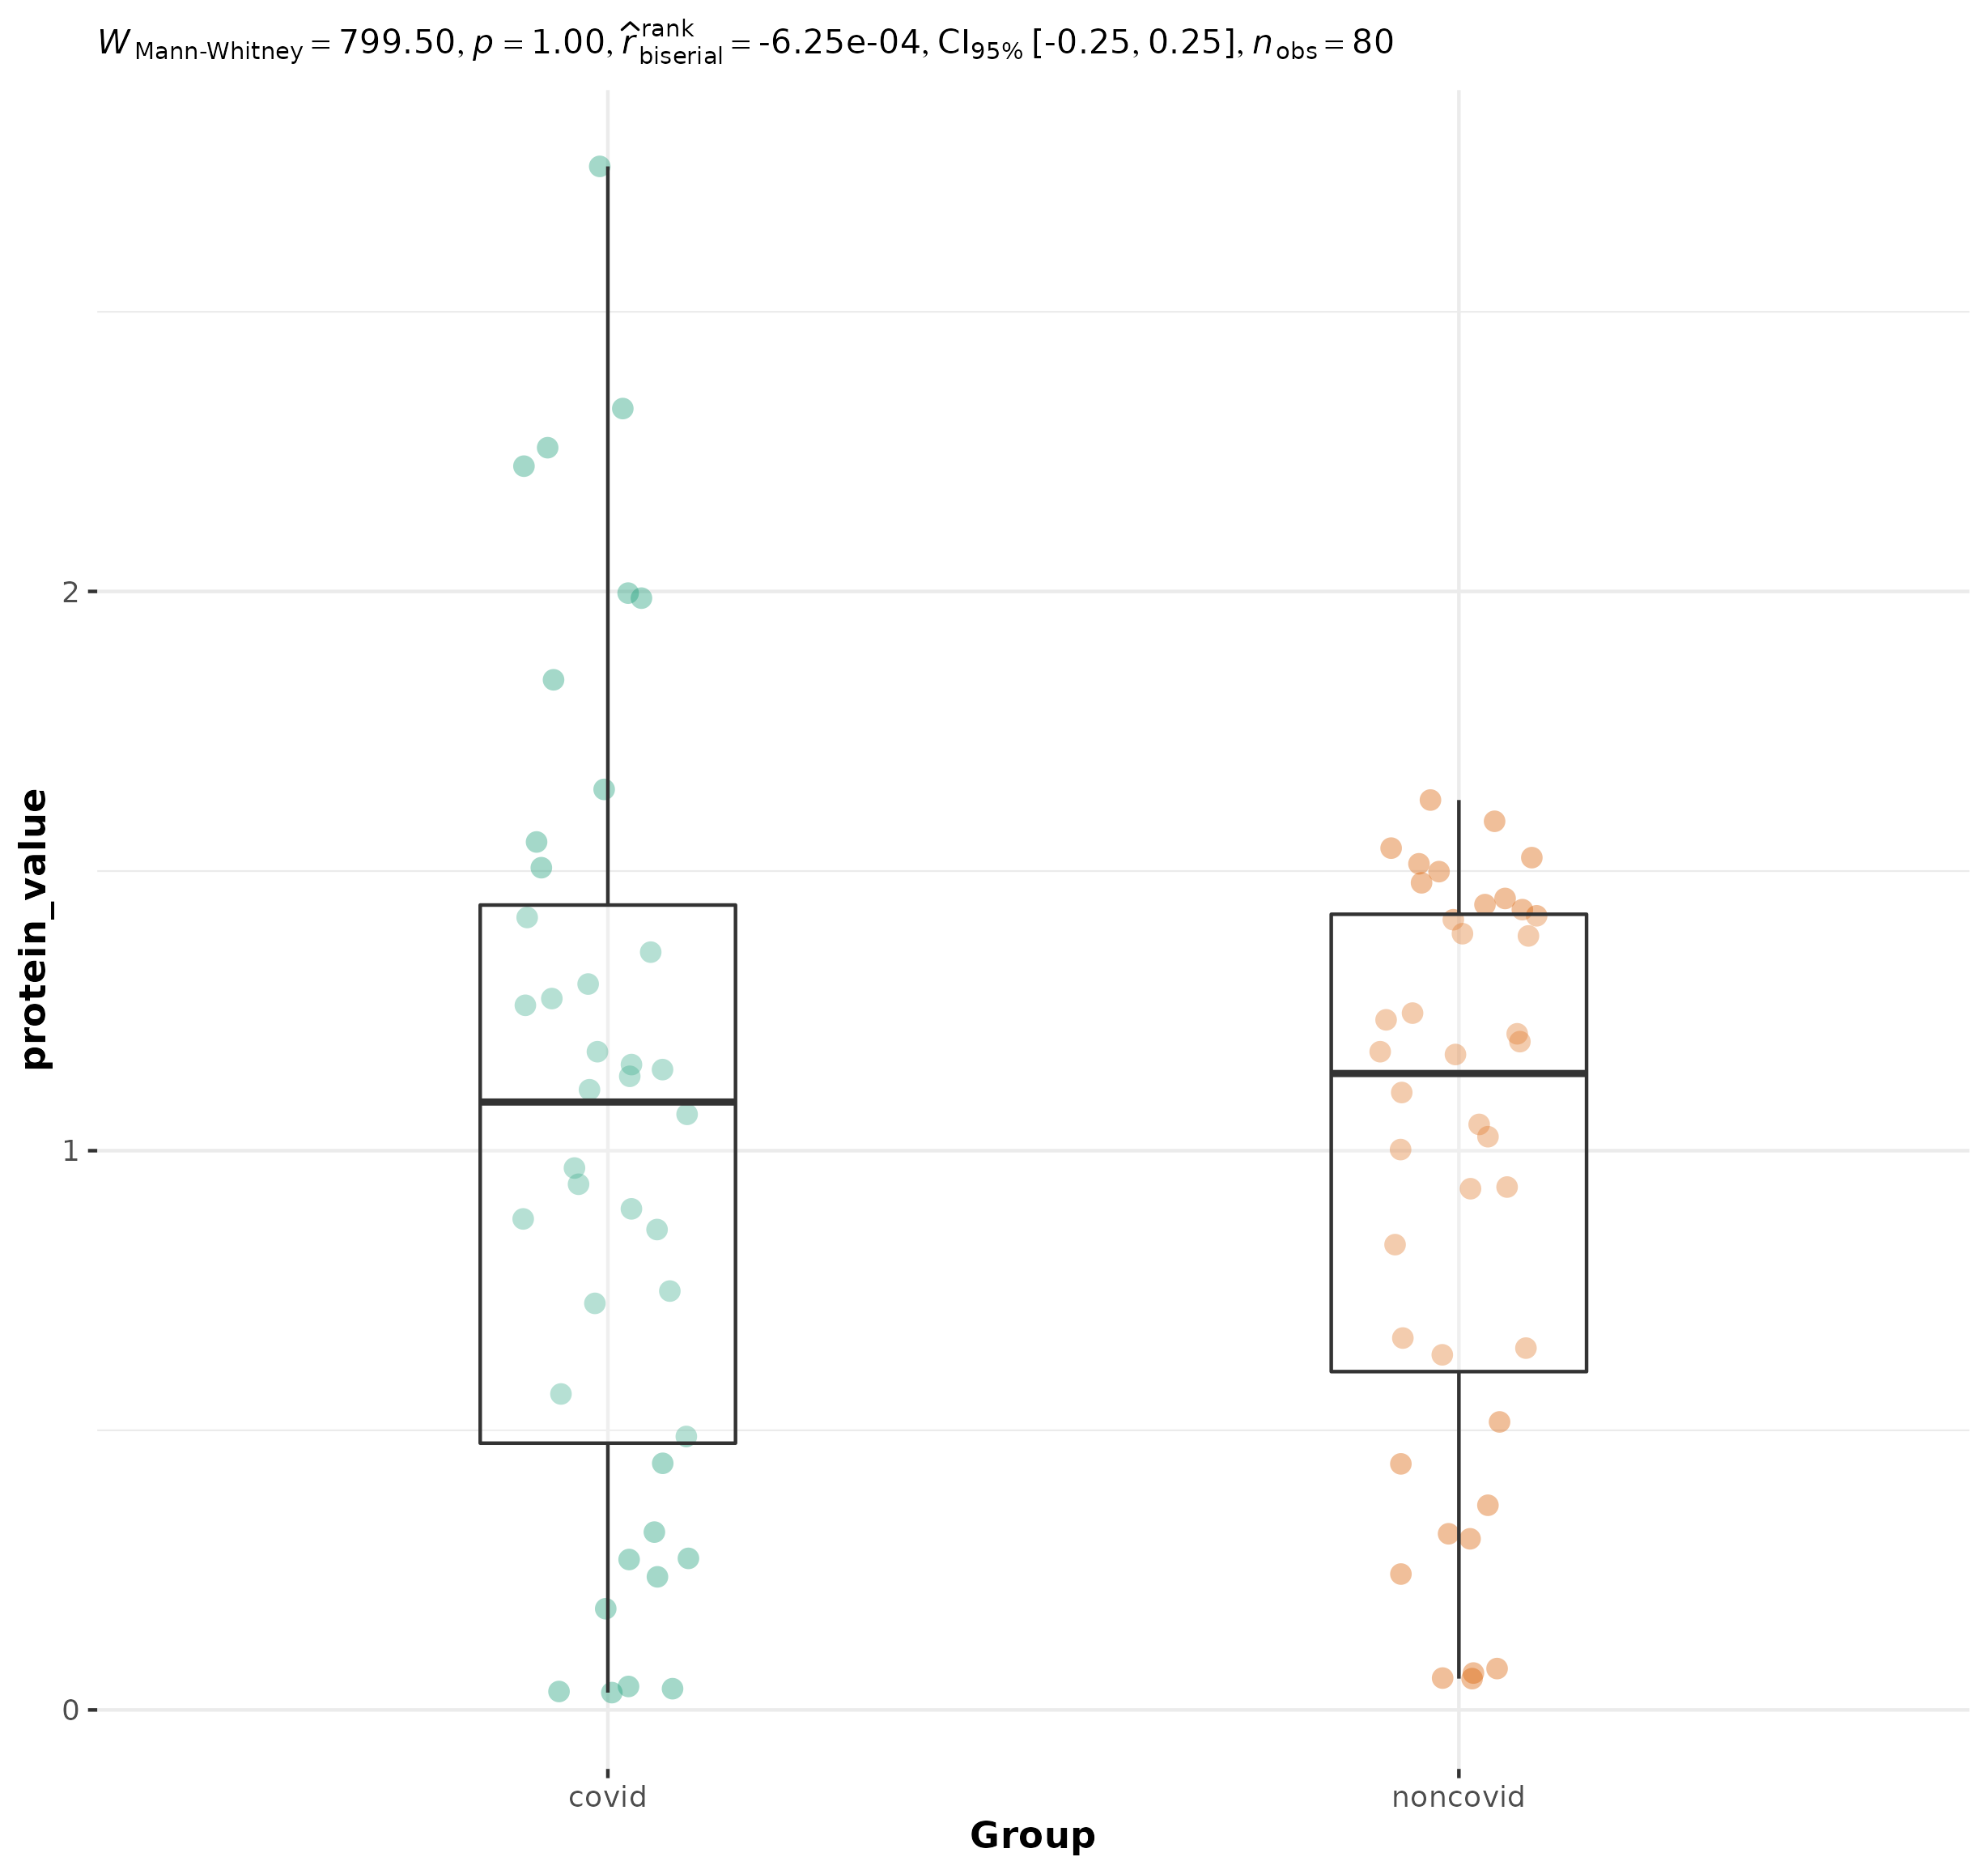 W Mann-Whitney = 799.50, p = 1.00, r̂ rank biserial = -6.25e-04, CI95% [-0.25, 0.25], n obs = 80
protein_value
2
1
0
covid noncovid
Group